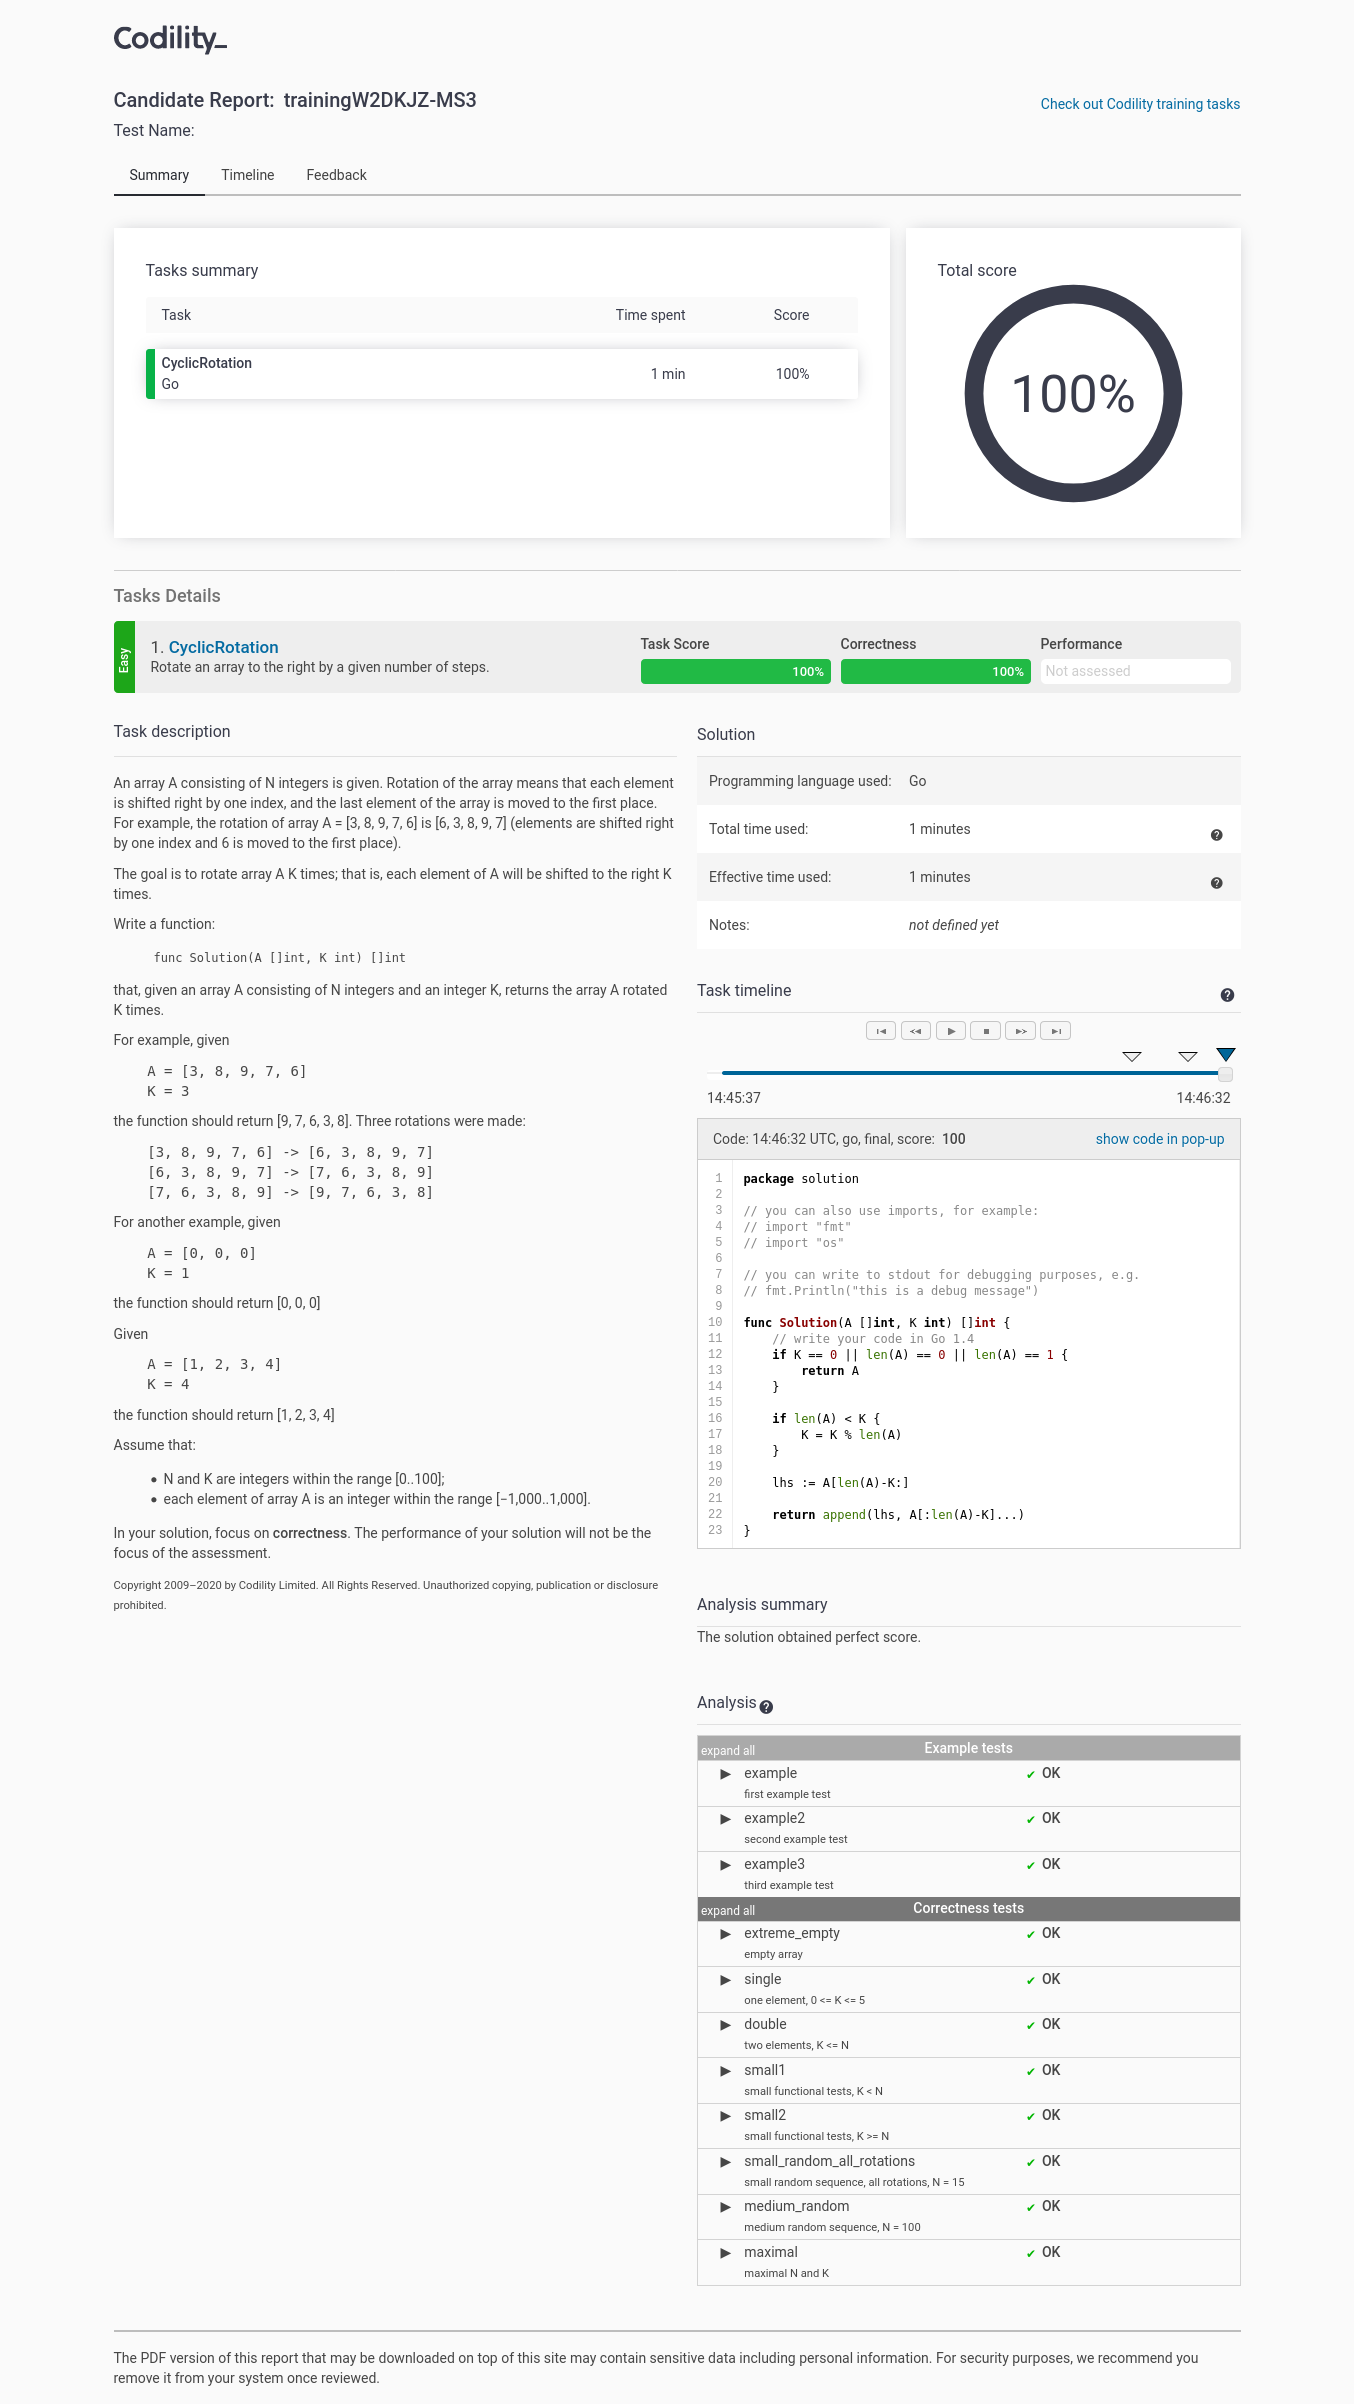 Codility_
Candidate Report: trainingW2DKJZ-MS3
Check out Codility training tasks
Test Name:
Summary Timeline Feedback
Tasks summary
Task Time spent Score
CyclicRotation
Go
1 min 100%
Total score
100%
Tasks Details
Easy
1. CyclicRotation
Rotate an array to the right by a given number of steps.
Task Score Correctness Performance
100% 100% Not assessed
Task description
An array A consisting of N integers is given. Rotation of the array means that each element
is shifted right by one index, and the last element of the array is moved to the first place.
For example, the rotation of array A = [3, 8, 9, 7, 6] is [6, 3, 8, 9, 7] (elements are shifted right
by one index and 6 is moved to the first place).
The goal is to rotate array A K times; that is, each element of A will be shifted to the right K
times.
Write a function:
func Solution(A []int, K int) []int
that, given an array A consisting of N integers and an integer K, returns the array A rotated
K times.
For example, given
A = [3, 8, 9, 7, 6]
K = 3
the function should return [9, 7, 6, 3, 8]. Three rotations were made:
[3, 8, 9, 7, 6] -> [6, 3, 8, 9, 7]
[6, 3, 8, 9, 7] -> [7, 6, 3, 8, 9]
[7, 6, 3, 8, 9] -> [9, 7, 6, 3, 8]
For another example, given
A = [0, 0, 0]
K = 1
the function should return [0, 0, 0]
Given
A = [1, 2, 3, 4]
K = 4
the function should return [1, 2, 3, 4]
Assume that:
• N and K are integers within the range [0..100];
• each element of array A is an integer within the range [−1,000..1,000].
In your solution, focus on correctness. The performance of your solution will not be the
focus of the assessment.
Copyright 2009–2020 by Codility Limited. All Rights Reserved. Unauthorized copying, publication or disclosure
prohibited.
Solution
Programming language used: Go
Total time used: 1 minutes ?
Effective time used: 1 minutes ?
Notes: not defined yet
Task timeline ?
14:45:37 14:46:32
Code: 14:46:32 UTC, go, final, score: 100 show code in pop-up
1 package solution
2
3 // you can also use imports, for example:
4 // import "fmt"
5 // import "os"
6
7 // you can write to stdout for debugging purposes, e.g.
8 // fmt.Println("this is a debug message")
9
10 func Solution(A []int, K int) []int {
11     // write your code in Go 1.4
12     if K == 0 || len(A) == 0 || len(A) == 1 {
13         return A
14     }
15
16     if len(A) < K {
17         K = K % len(A)
18     }
19
20     lhs := A[len(A)-K:]
21
22     return append(lhs, A[:len(A)-K]...)
23 }
Analysis summary
The solution obtained perfect score.
Analysis ?
expand all Example tests
▶ example ✔ OK
first example test
▶ example2 ✔ OK
second example test
▶ example3 ✔ OK
third example test
expand all Correctness tests
▶ extreme_empty ✔ OK
empty array
▶ single ✔ OK
one element, 0 <= K <= 5
▶ double ✔ OK
two elements, K <= N
▶ small1 ✔ OK
small functional tests, K < N
▶ small2 ✔ OK
small functional tests, K >= N
▶ small_random_all_rotations ✔ OK
small random sequence, all rotations, N = 15
▶ medium_random ✔ OK
medium random sequence, N = 100
▶ maximal ✔ OK
maximal N and K
The PDF version of this report that may be downloaded on top of this site may contain sensitive data including personal information. For security purposes, we recommend you
remove it from your system once reviewed.